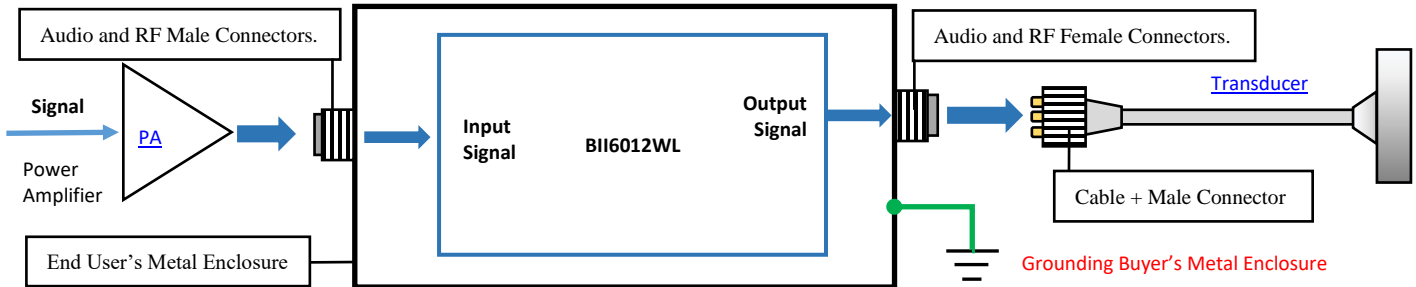 Audio and RF Male Connectors.
Audio and RF Female Connectors.
Signal
PA
Power
Amplifier
Input
Signal
BII6012WL
Output
Signal
Transducer
Cable + Male Connector
End User's Metal Enclosure
Grounding Buyer's Metal Enclosure